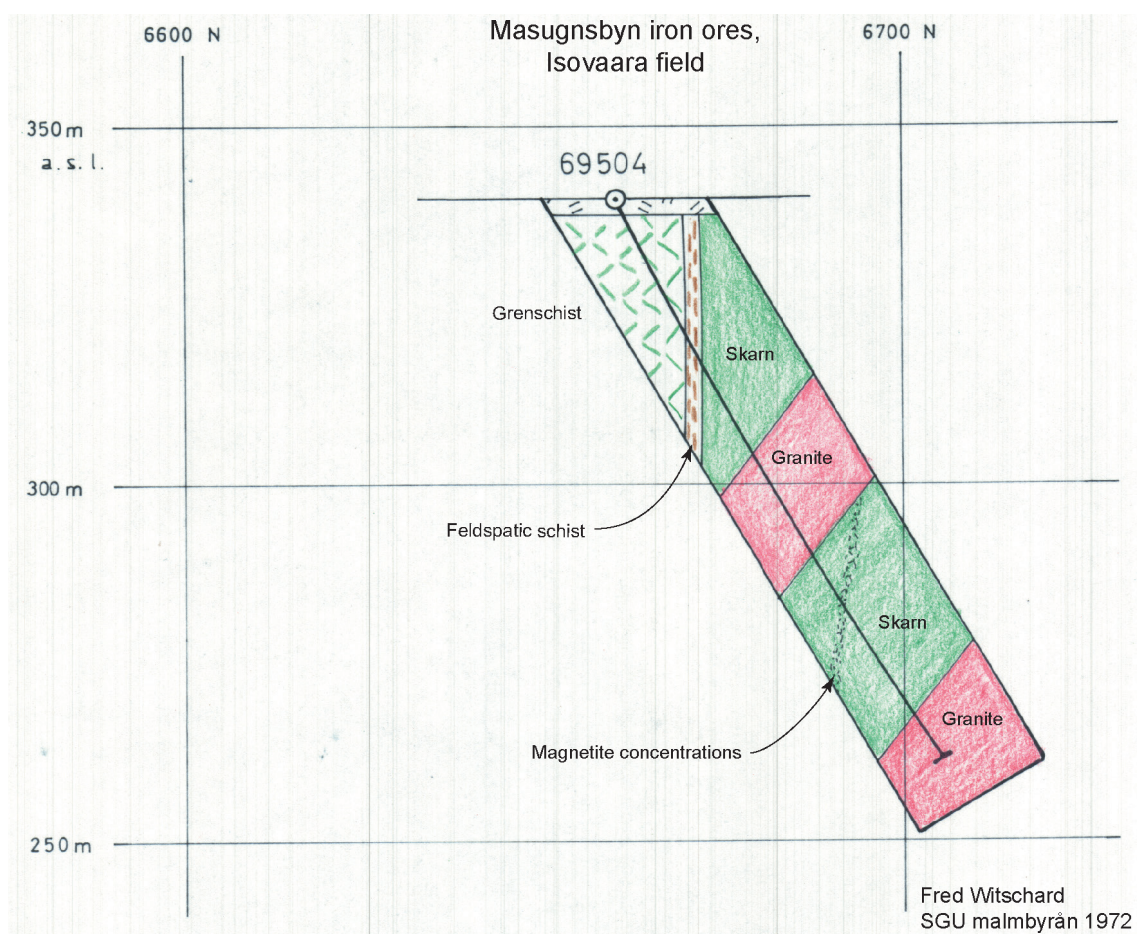 6600 N
Masugnsbyn iron ores,
Isovaara field
6700 N
350 m
a. s. l.
69504
Grenschist
Skarn
Granite
300 m
Feldspatic schist
Skarn
Granite
Magnetite concentrations
250 m
Fred Witschard
SGU malmbyrån 1972